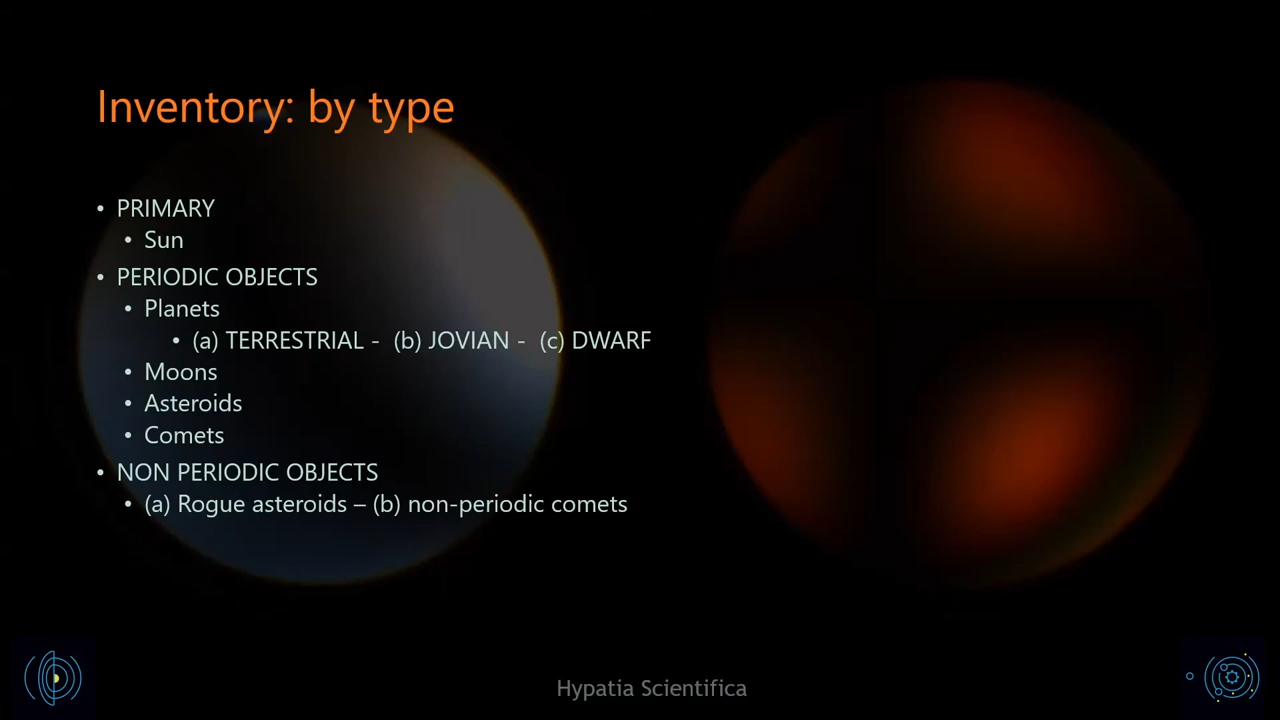 Inventory: by type
• PRIMARY
• Sun
• PERIODIC OBJECTS
• Planets
• (a) TERRESTRIAL - (b) JOVIAN - (c) DWARF
• Moons
• Asteroids
• Comets
• NON PERIODIC OBJECTS
• (a) Rogue asteroids – (b) non-periodic comets
Hypatia Scientifica